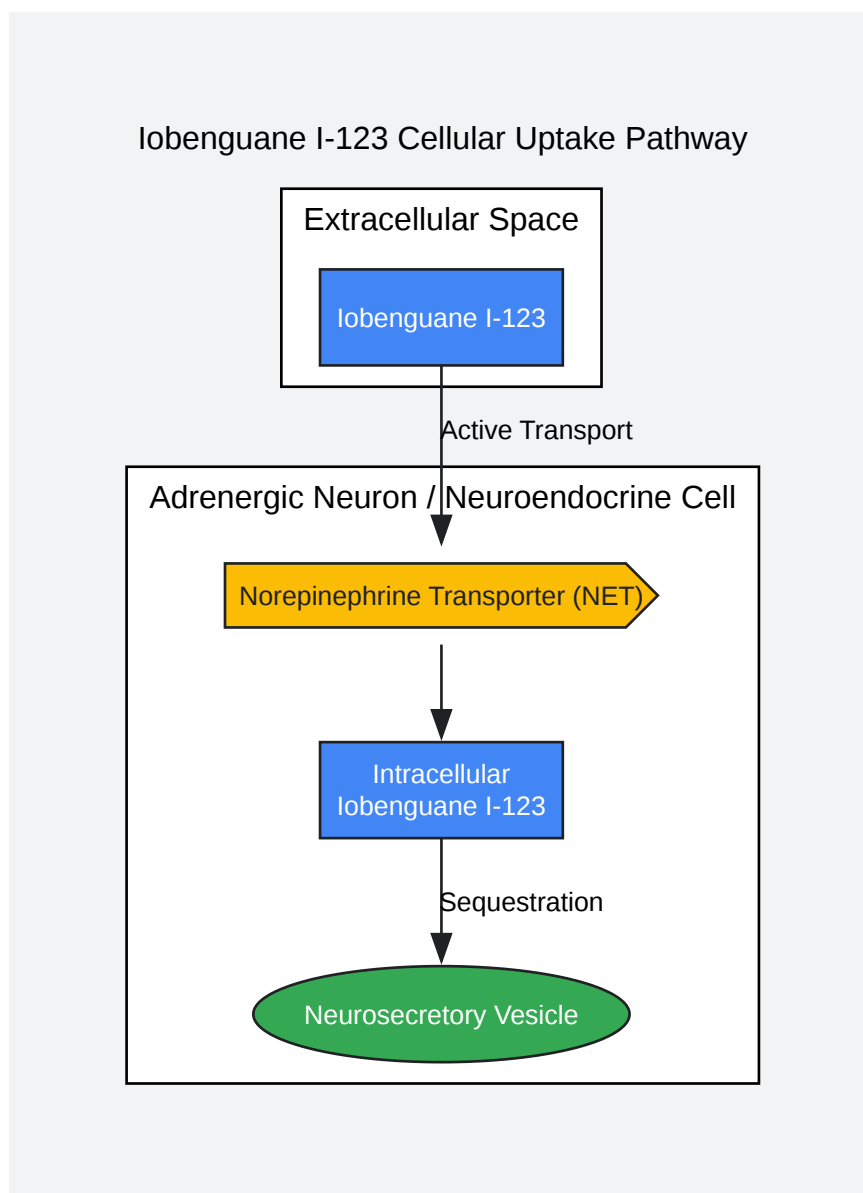 Iobenguane I-123 Cellular Uptake Pathway
Extracellular Space
Iobenguane I-123
Active Transport
Adrenergic Neuron / Neuroendocrine Cell
Norepinephrine Transporter (NET)
Intracellular
Iobenguane I-123
Sequestration
Neurosecretory Vesicle